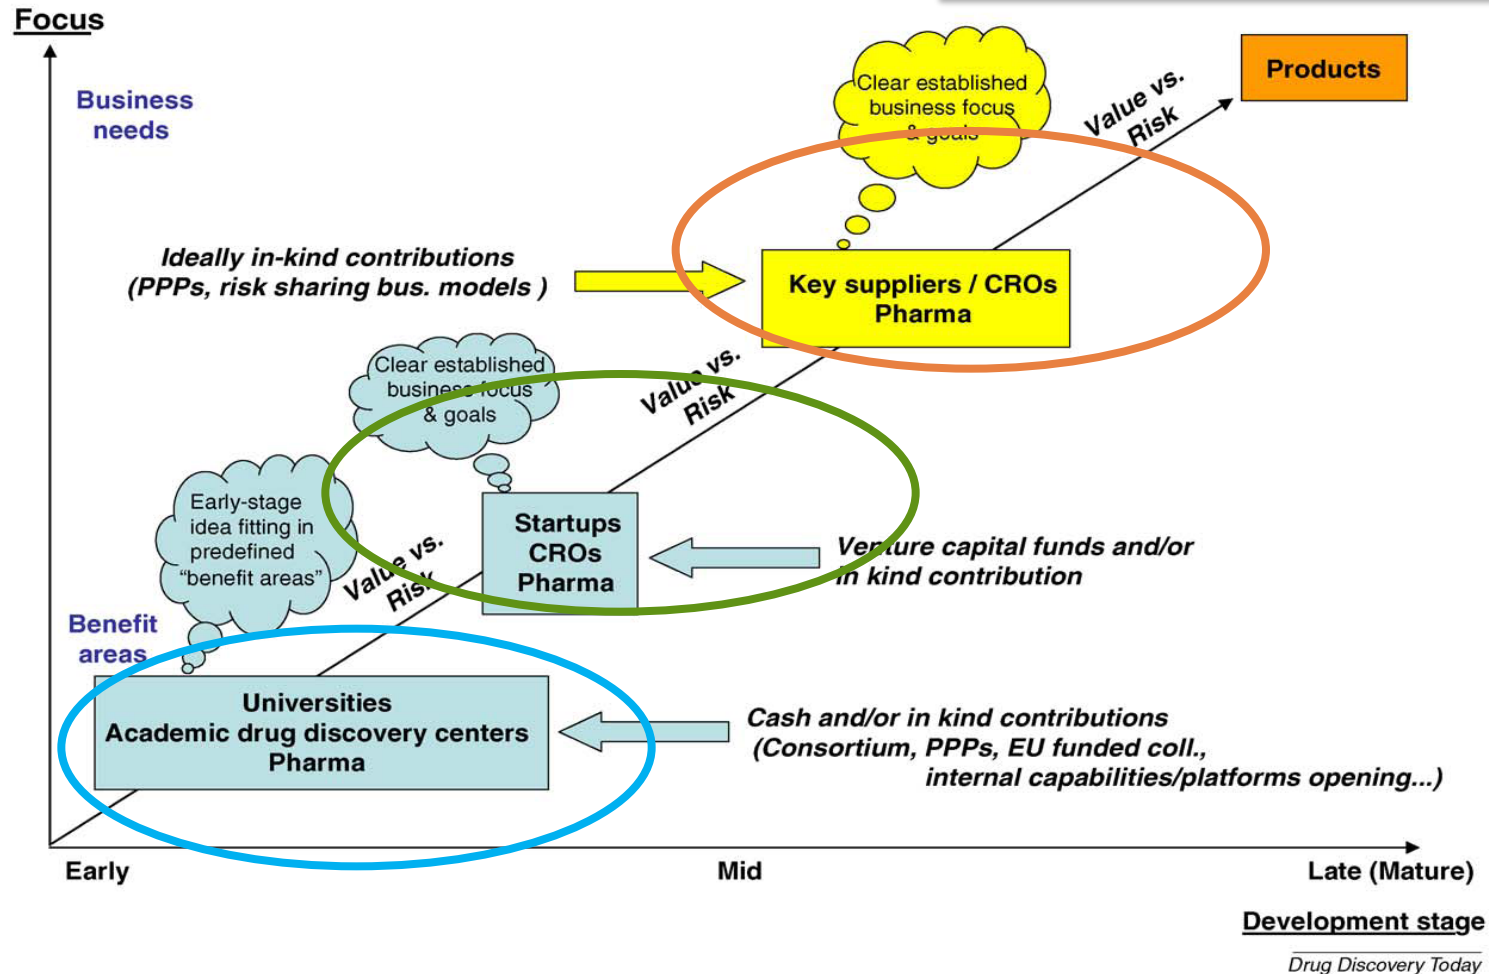 Focus
Business
needs
Clear established
business focus
& goals
Value vs.
Risk
Products
Ideally in-kind contributions
(PPPs, risk sharing bus. models )
Key suppliers / CROs
Pharma
Clear established
business focus
& goals
Value vs.
Risk
Early-stage
idea fitting in
predefined
“benefit areas”
Value vs.
Risk
Startups
CROs
Pharma
Venture capital funds and/or
in kind contribution
Benefit
areas
Universities
Academic drug discovery centers
Pharma
Cash and/or in kind contributions
(Consortium, PPPs, EU funded coll.,
internal capabilities/platforms opening...)
Early
Mid
Late (Mature)
Development stage
Drug Discovery Today